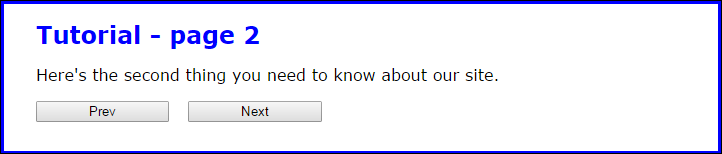 Tutorial - page 2
Here's the second thing you need to know about our site.
Prev Next